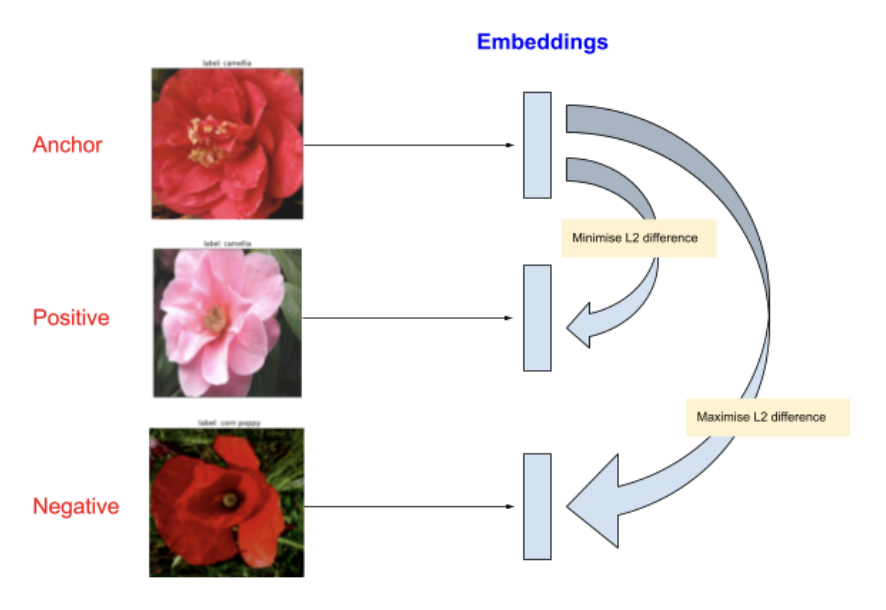 Embeddings
label: camellia
Anchor
Minimise L2 difference
label: camellia
Positive
Maximise L2 difference
label: corn poppy
Negative